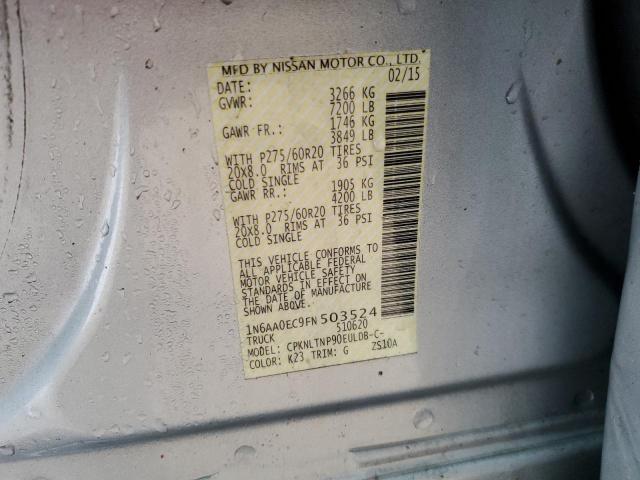 MFD BY NISSAN MOTOR CO., LTD.
DATE: 02/15
GVWR: 3266 KG
7200 LB
GAWR FR.: 1746 KG
3849 LB
WITH P275/60R20 TIRES
20X8.0 RIMS AT 36 PSI
COLD SINGLE
GAWR RR.: 1905 KG
4200 LB
WITH P275/60R20 TIRES
20X8.0 RIMS AT 36 PSI
COLD SINGLE
THIS VEHICLE CONFORMS TO
ALL APPLICABLE FEDERAL
MOTOR VEHICLE SAFETY
STANDARDS IN EFFECT ON
THE DATE OF MANUFACTURE
SHOWN ABOVE.
1N6AA0EC9FN503524
TRUCK 510620
MODEL: CPKNLTNP90EULDB-C-
COLOR: K23 TRIM: G ZS10A